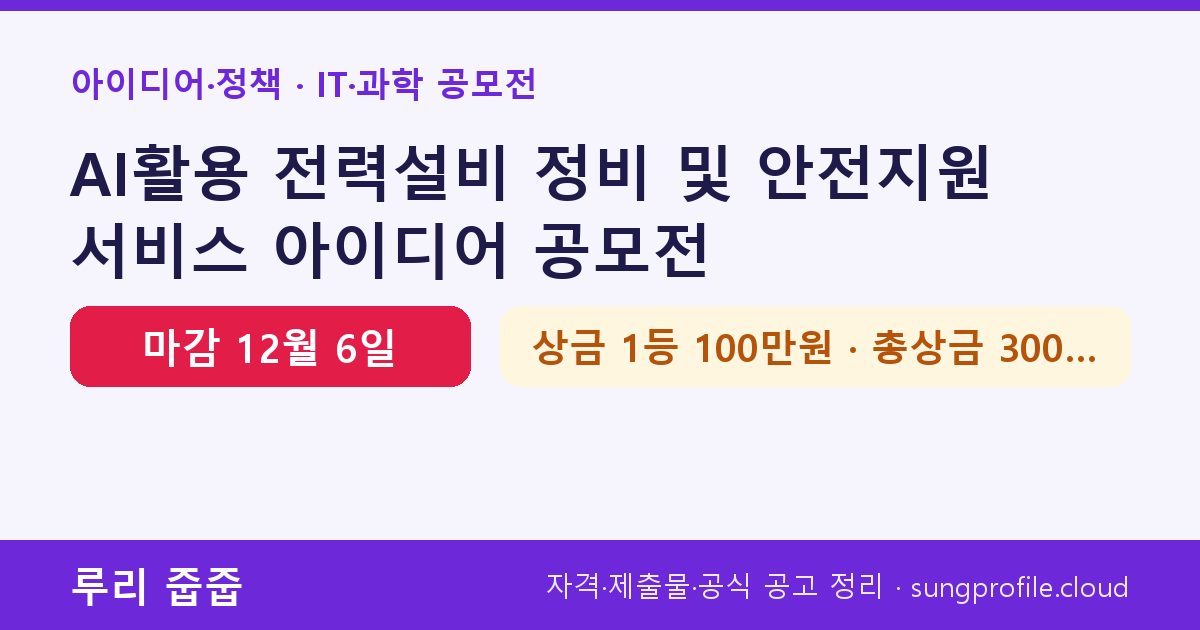 아이디어·정책 · IT·과학 공모전
AI활용 전력설비 정비 및 안전지원
서비스 아이디어 공모전
마감 12월 6일
상금 1등 100만원 · 총상금 300...
루리 줍줍
자격·제출물·공식 공고 정리 · sungprofile.cloud